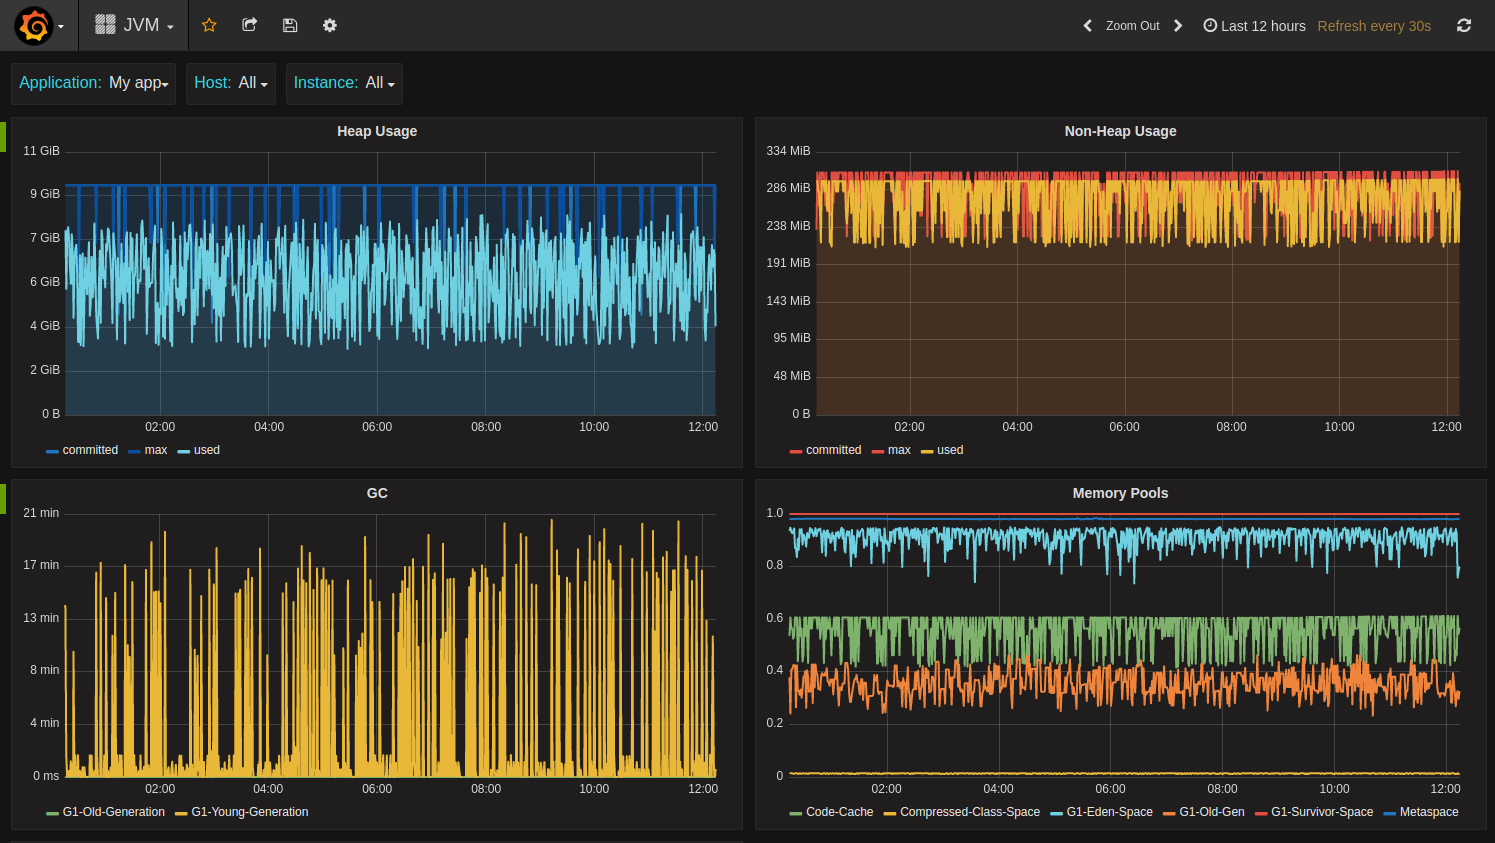 JVM
Zoom Out Last 12 hours Refresh every 30s
Application: My app Host: All Instance: All
Heap Usage
11 GiB
9 GiB
7 GiB
6 GiB
4 GiB
2 GiB
0 B
02:00 04:00 06:00 08:00 10:00 12:00
committed max used
Non-Heap Usage
334 MiB
286 MiB
238 MiB
191 MiB
143 MiB
95 MiB
48 MiB
0 B
02:00 04:00 06:00 08:00 10:00 12:00
committed max used
GC
21 min
17 min
13 min
8 min
4 min
0 ms
02:00 04:00 06:00 08:00 10:00 12:00
G1-Old-Generation G1-Young-Generation
Memory Pools
1.0
0.8
0.6
0.4
0.2
0
02:00 04:00 06:00 08:00 10:00 12:00
Code-Cache Compressed-Class-Space G1-Eden-Space G1-Old-Gen G1-Survivor-Space Metaspace